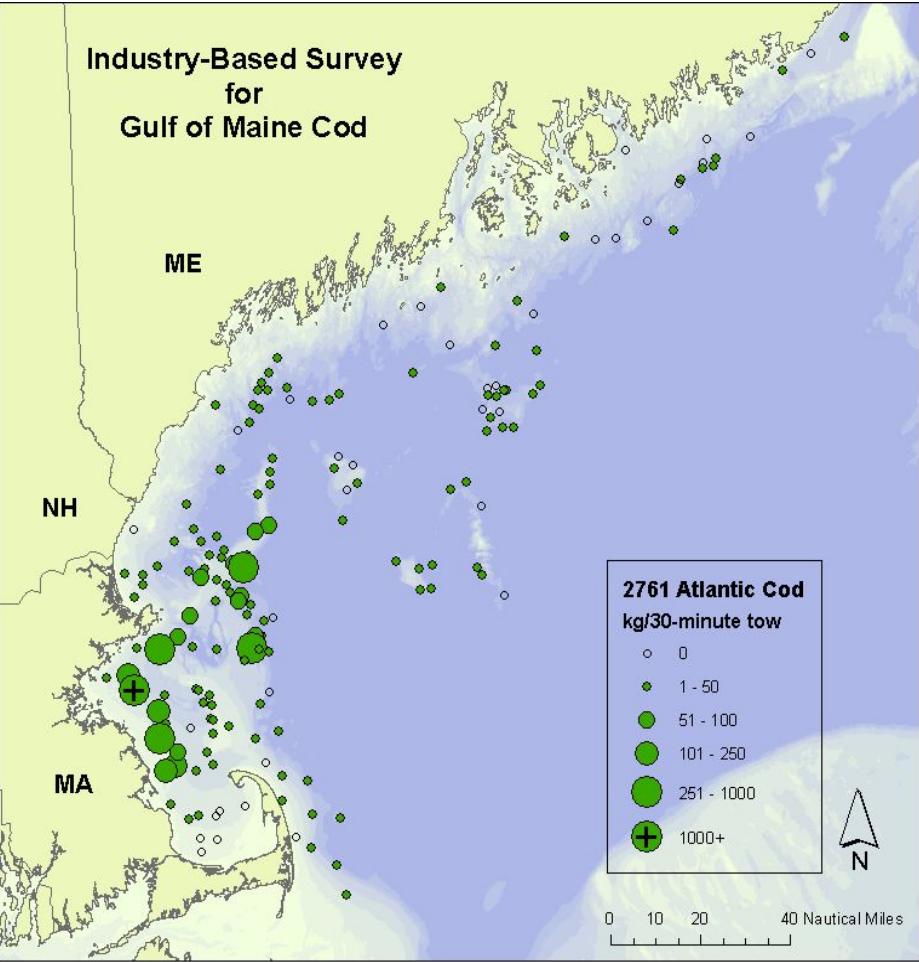 Industry-Based Survey
for
Gulf of Maine Cod
ME
NH
MA
2761 Atlantic Cod
kg/30-minute tow
0
1 - 50
51 - 100
101 - 250
251 - 1000
1000+
N
0 10 20 40 Nautical Miles